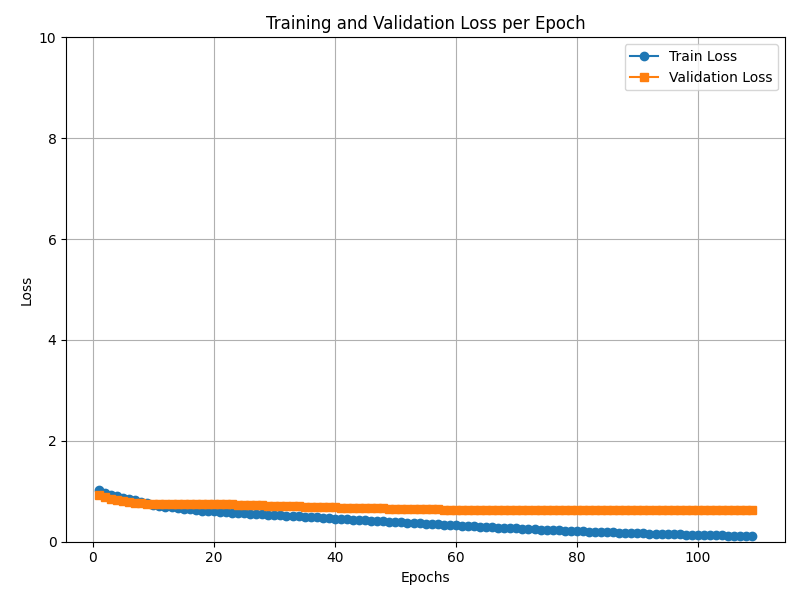 Training and Validation Loss per Epoch
Train Loss
Validation Loss
Loss
10
8
6
4
2
0
0 20 40 60 80 100
Epochs